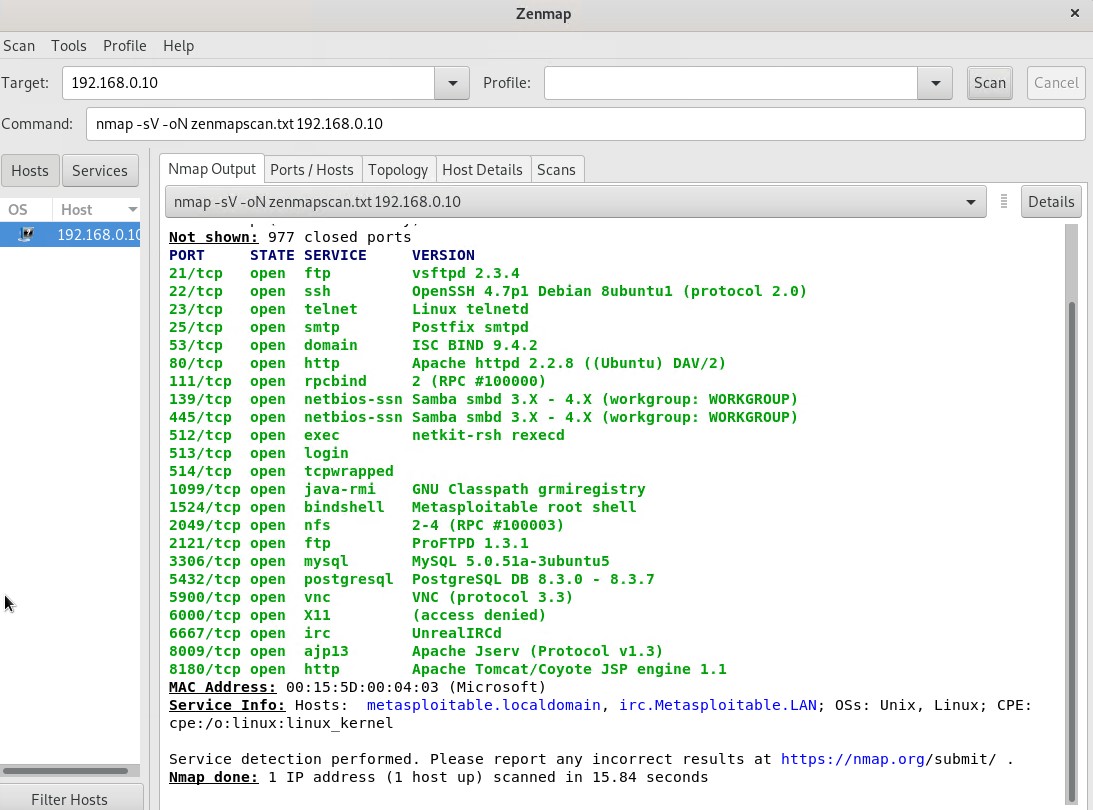 Zenmap ×
Scan Tools Profile Help
Target: 192.168.0.10 Profile: Scan Cancel
Command: nmap -sV -oN zenmapscan.txt 192.168.0.10
Hosts Services
OS Host
192.168.0.10
Filter Hosts
Nmap Output Ports / Hosts Topology Host Details Scans
nmap -sV -oN zenmapscan.txt 192.168.0.10 Details
Not shown: 977 closed ports
PORT STATE SERVICE VERSION
21/tcp open ftp vsftpd 2.3.4
22/tcp open ssh OpenSSH 4.7p1 Debian 8ubuntu1 (protocol 2.0)
23/tcp open telnet Linux telnetd
25/tcp open smtp Postfix smtpd
53/tcp open domain ISC BIND 9.4.2
80/tcp open http Apache httpd 2.2.8 ((Ubuntu) DAV/2)
111/tcp open rpcbind 2 (RPC #100000)
139/tcp open netbios-ssn Samba smbd 3.X - 4.X (workgroup: WORKGROUP)
445/tcp open netbios-ssn Samba smbd 3.X - 4.X (workgroup: WORKGROUP)
512/tcp open exec netkit-rsh rexecd
513/tcp open login
514/tcp open tcpwrapped
1099/tcp open java-rmi GNU Classpath grmiregistry
1524/tcp open bindshell Metasploitable root shell
2049/tcp open nfs 2-4 (RPC #100003)
2121/tcp open ftp ProFTPD 1.3.1
3306/tcp open mysql MySQL 5.0.51a-3ubuntu5
5432/tcp open postgresql PostgreSQL DB 8.3.0 - 8.3.7
5900/tcp open vnc VNC (protocol 3.3)
6000/tcp open X11 (access denied)
6667/tcp open irc UnrealIRCd
8009/tcp open ajp13 Apache Jserv (Protocol v1.3)
8180/tcp open http Apache Tomcat/Coyote JSP engine 1.1
MAC Address: 00:15:5D:00:04:03 (Microsoft)
Service Info: Hosts: metasploitable.localdomain, irc.Metasploitable.LAN; OSs: Unix, Linux; CPE:
cpe:/o:linux:linux_kernel
Service detection performed. Please report any incorrect results at https://nmap.org/submit/ .
Nmap done: 1 IP address (1 host up) scanned in 15.84 seconds